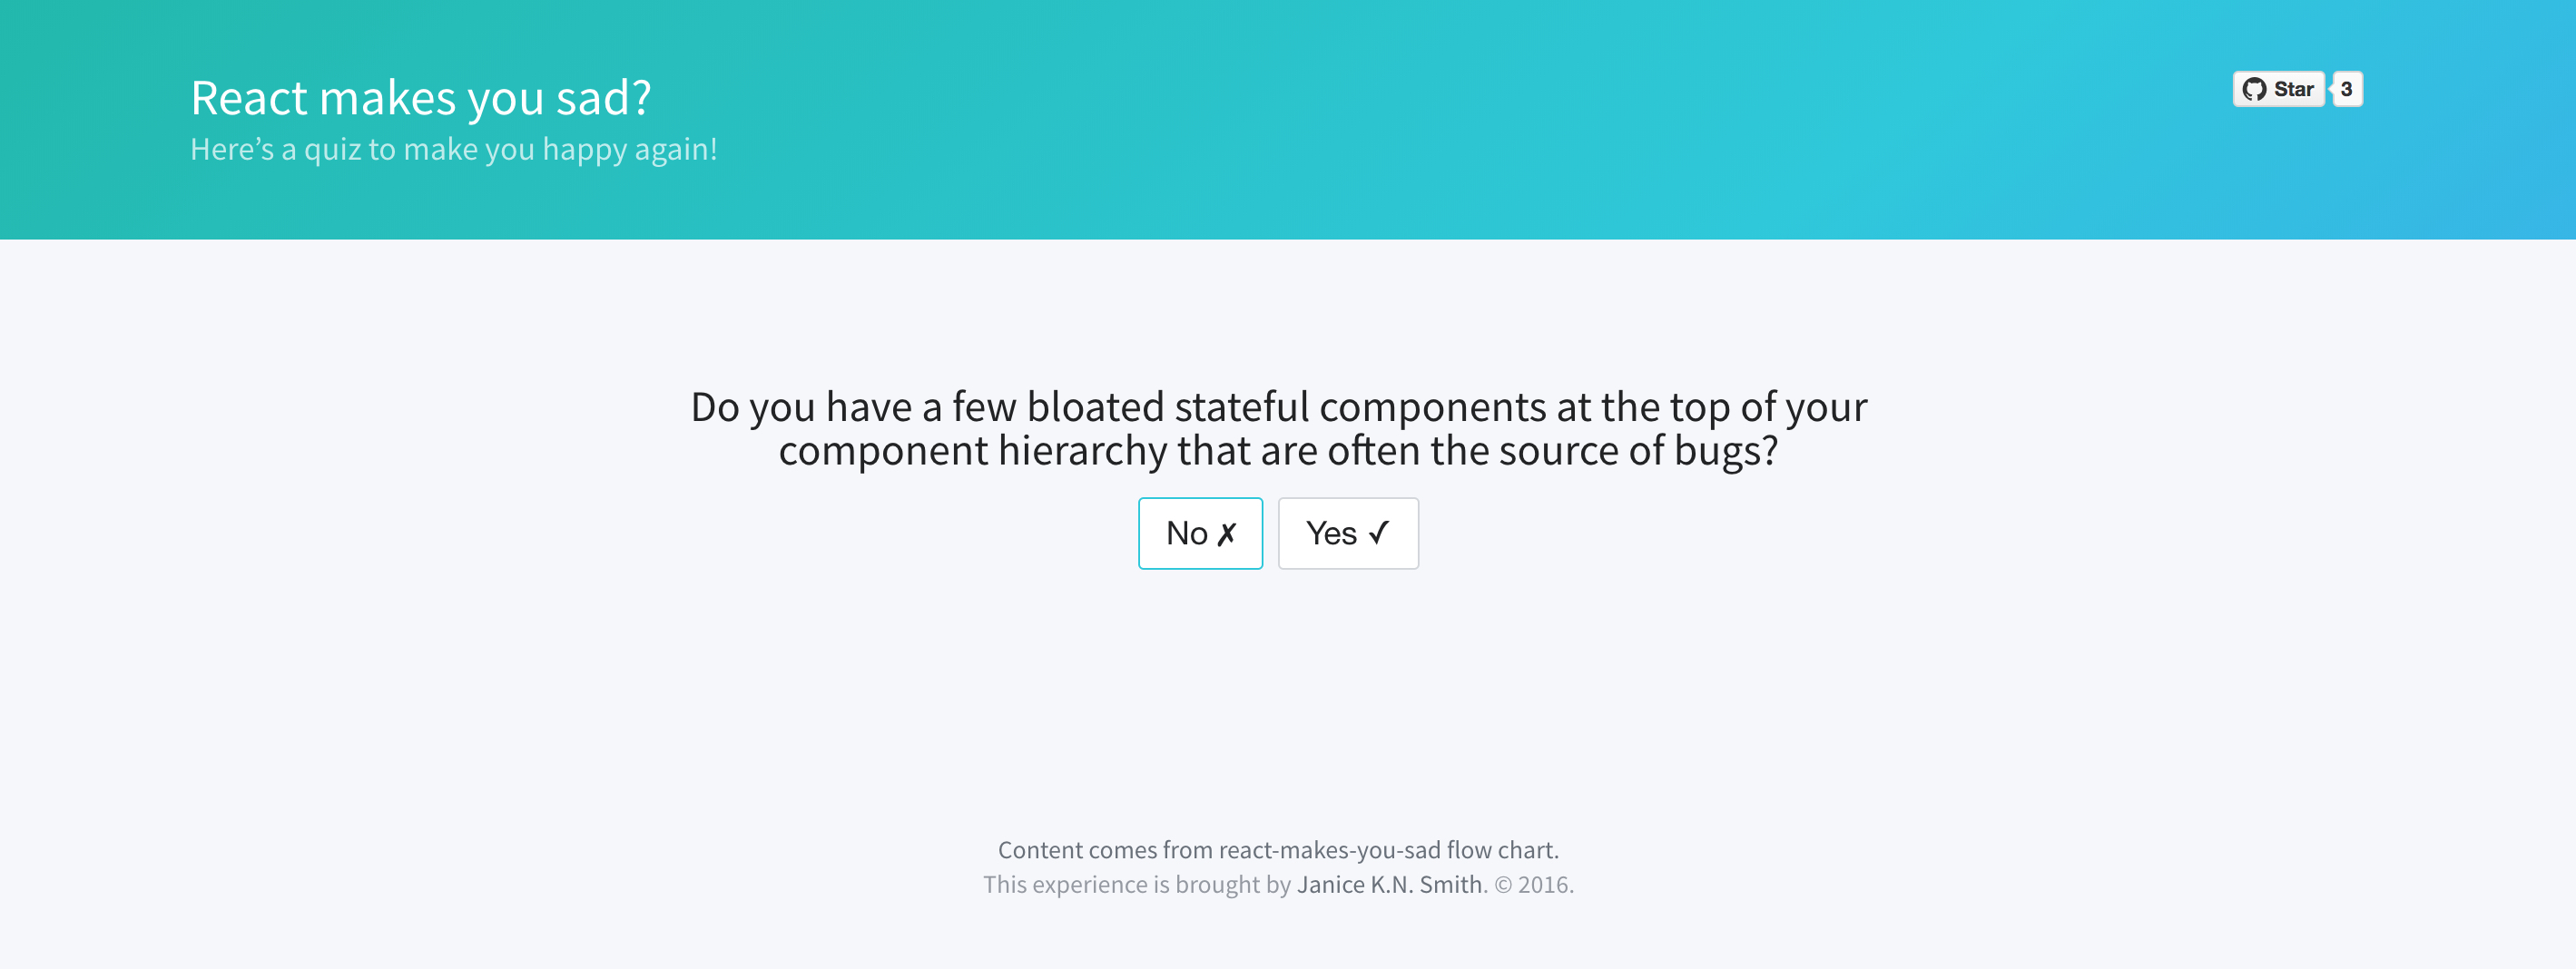 React makes you sad?
Here’s a quiz to make you happy again!
Star 3
Do you have a few bloated stateful components at the top of your
component hierarchy that are often the source of bugs?
No ✗ Yes ✓
Content comes from react-makes-you-sad flow chart.
This experience is brought by Janice K.N. Smith. © 2016.